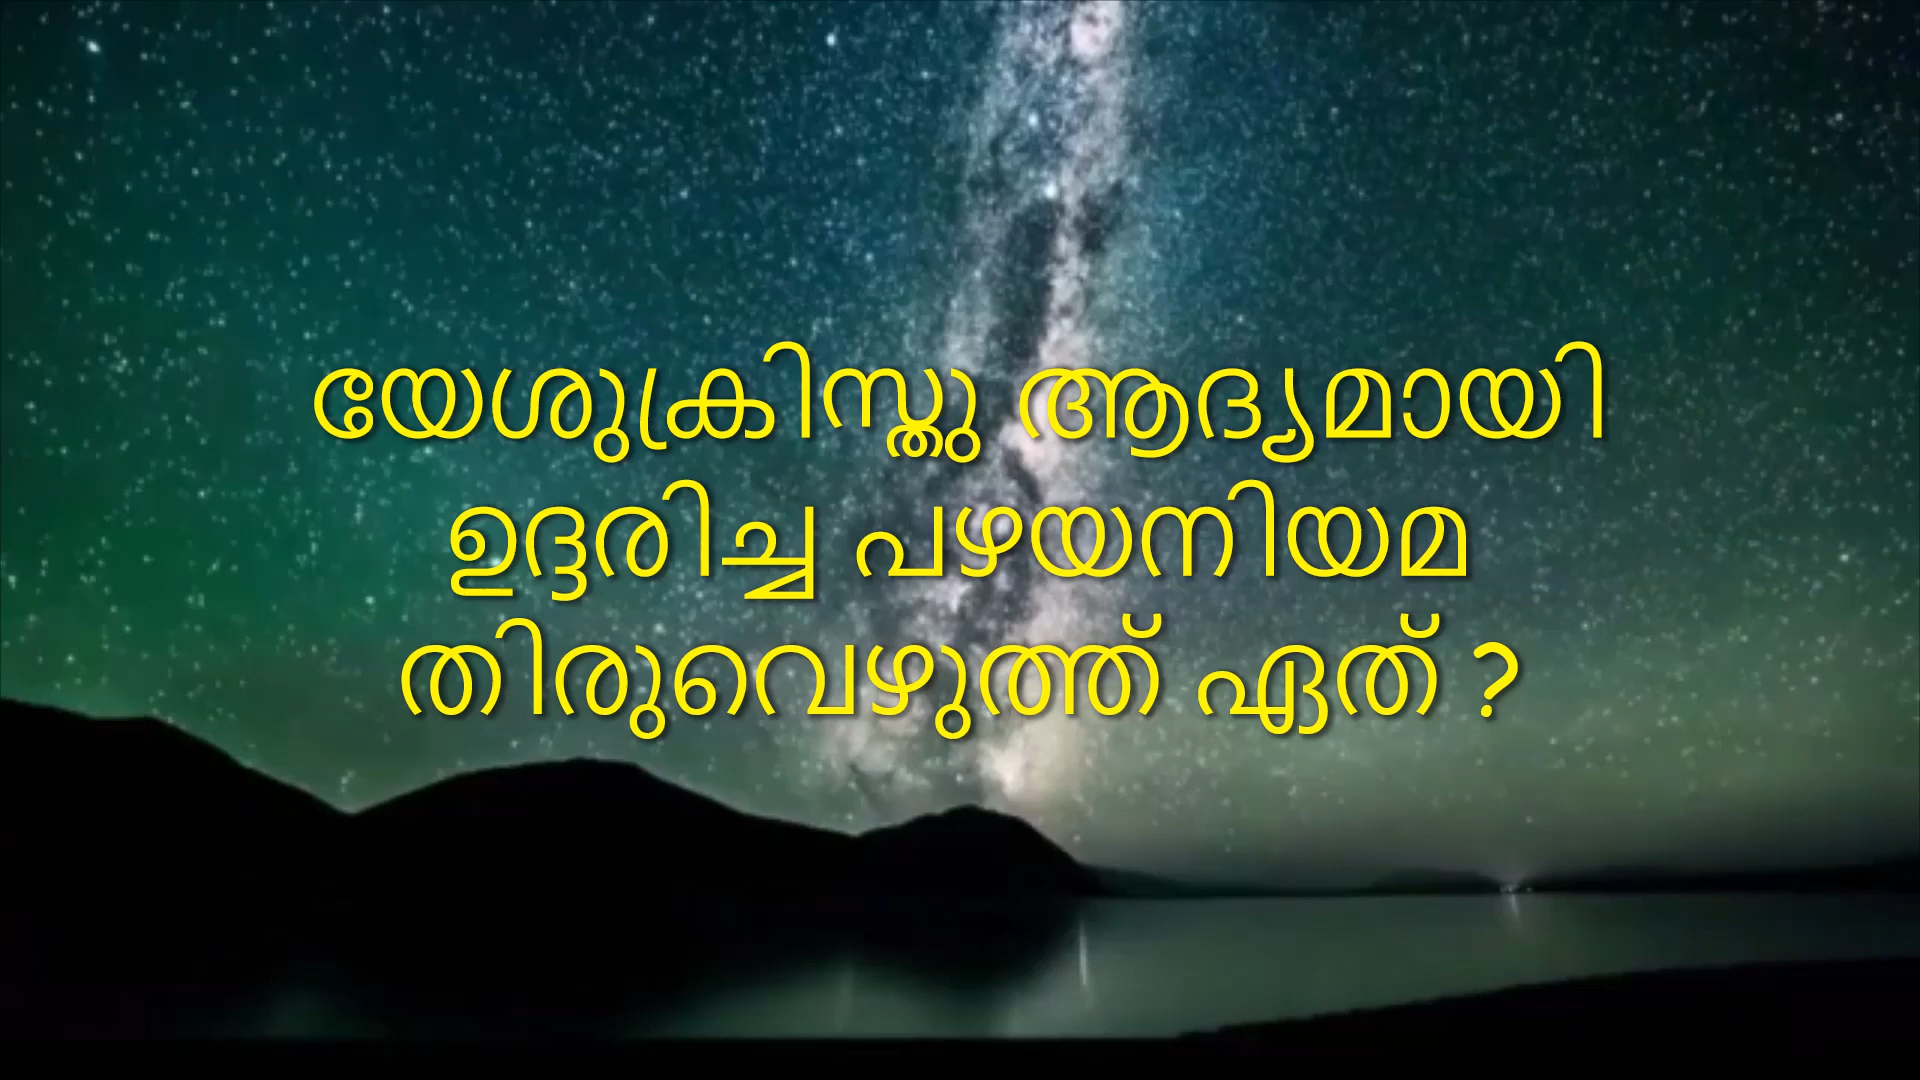 യേശുക്രിസ്തു ആദ്യമായി
ഉദ്ദരിച്ച പഴയനിയമ
തിരുവെഴുത്ത് ഏത് ?